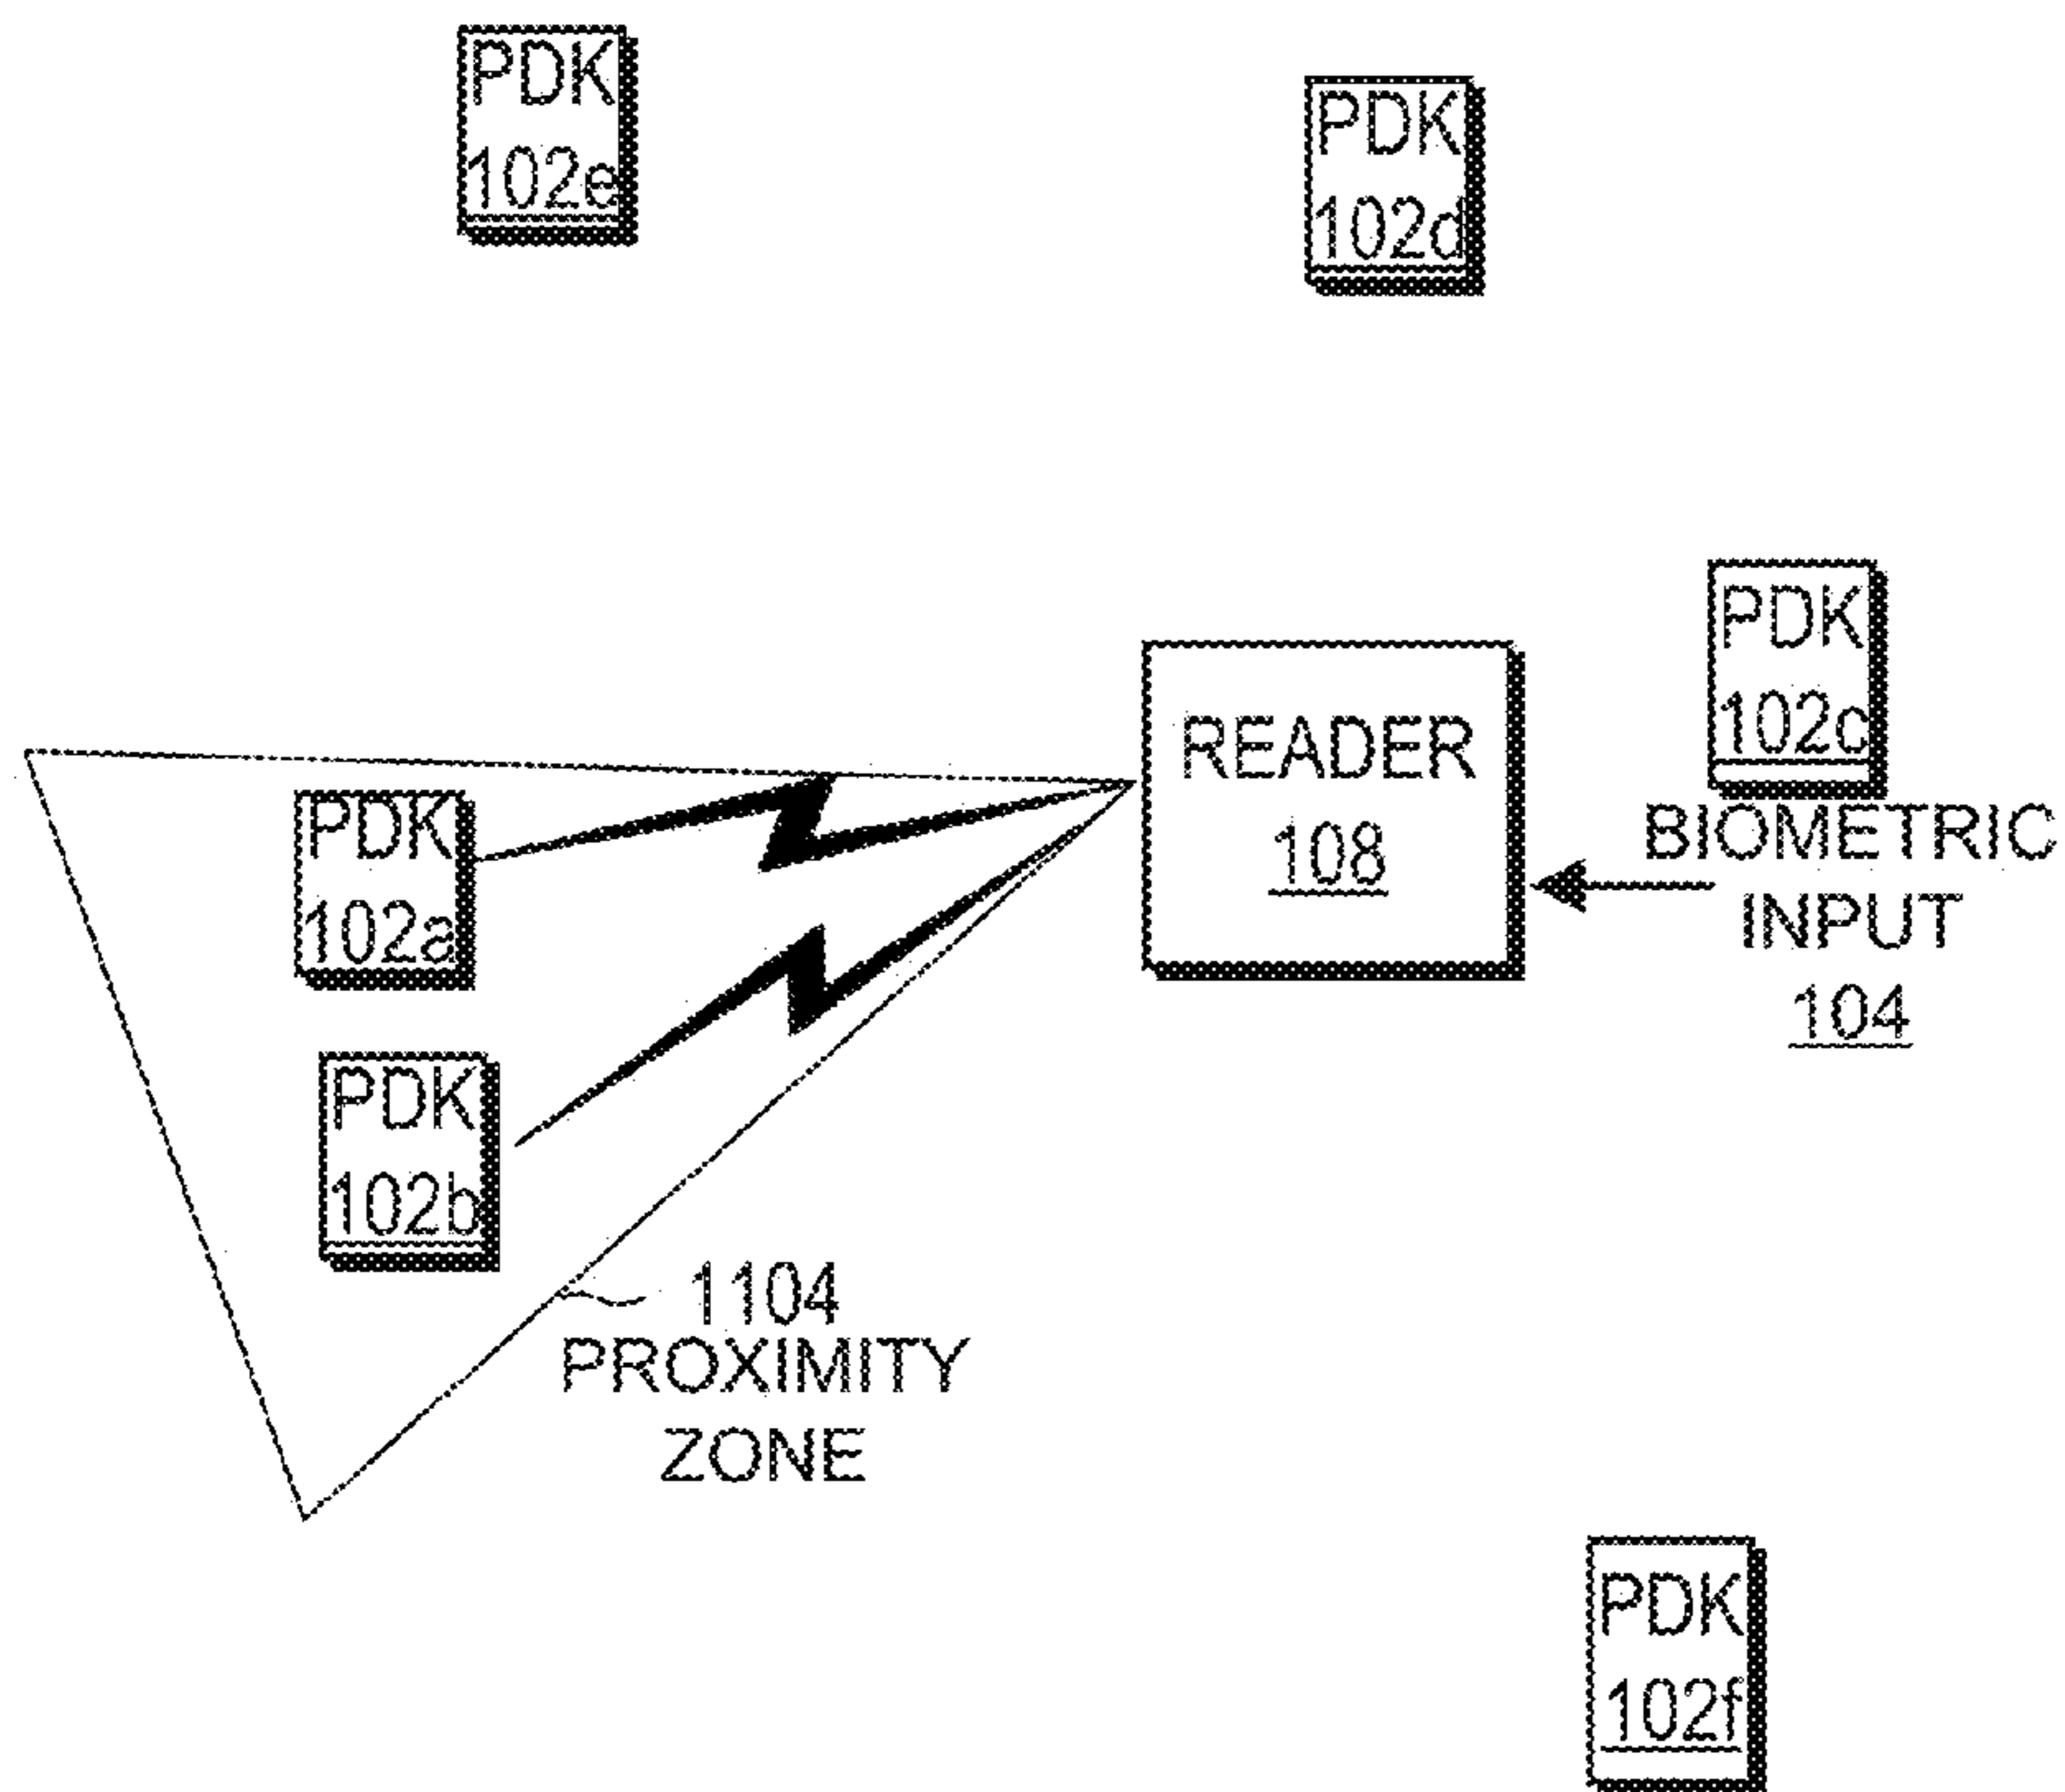 PDK
102e
PDK
102d
PDK
102c
READER
108
BIOMETRIC
INPUT
104
PDK
102a
PDK
102b
1104
PROXIMITY
ZONE
PDK
102f